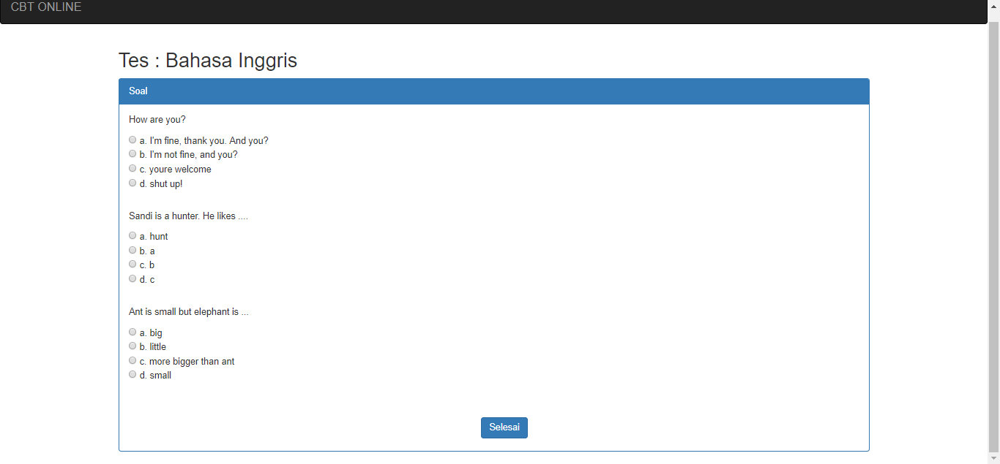 CBT ONLINE
Tes : Bahasa Inggris
Soal
How are you?
a. I'm fine, thank you. And you?
b. I'm not fine, and you?
c. youre welcome
d. shut up!
Sandi is a hunter. He likes ....
a. hunt
b. a
c. b
d. c
Ant is small but elephant is ...
a. big
b. little
c. more bigger than ant
d. small
Selesai